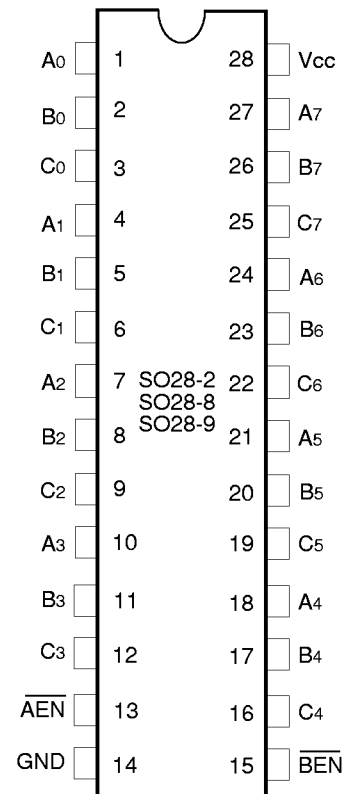 A0 1 28 Vcc
B0 2 27 A7
C0 3 26 B7
A1 4 25 C7
B1 5 24 A6
C1 6 23 B6
A2 7 SO28-2 22 C6
SO28-8
B2 8 SO28-9 21 A5
C2 9 20 B5
A3 10 19 C5
B3 11 18 A4
C3 12 17 B4
A̅E̅N̅ 13 16 C4
GND 14 15 B̅E̅N̅